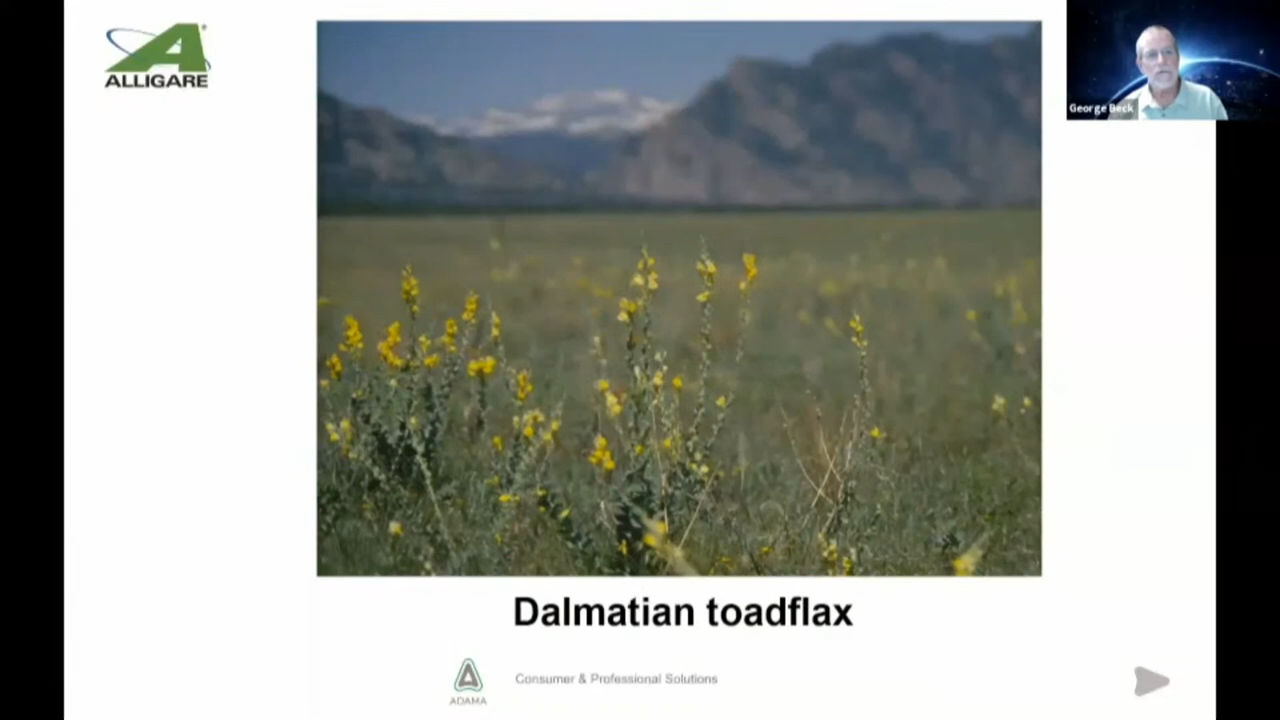 ALLIGARE
George Beck
Dalmatian toadflax
ADAMA
Consumer & Professional Solutions